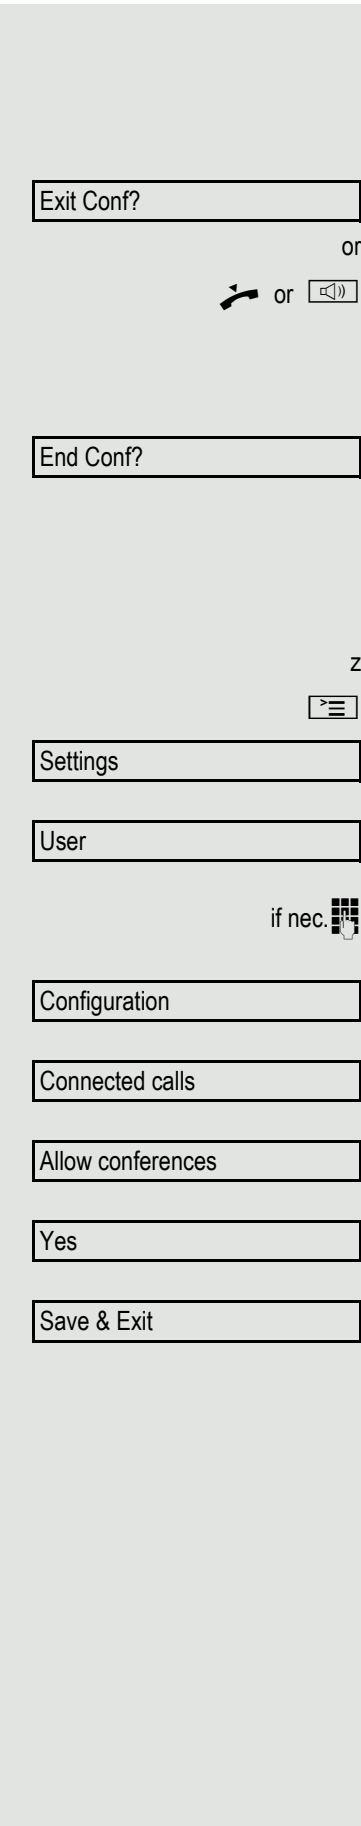 Exit Conf?
or
or
End Conf?
z
Settings
User
if nec.
Configuration
Connected calls
Allow conferences
Yes
Save & Exit